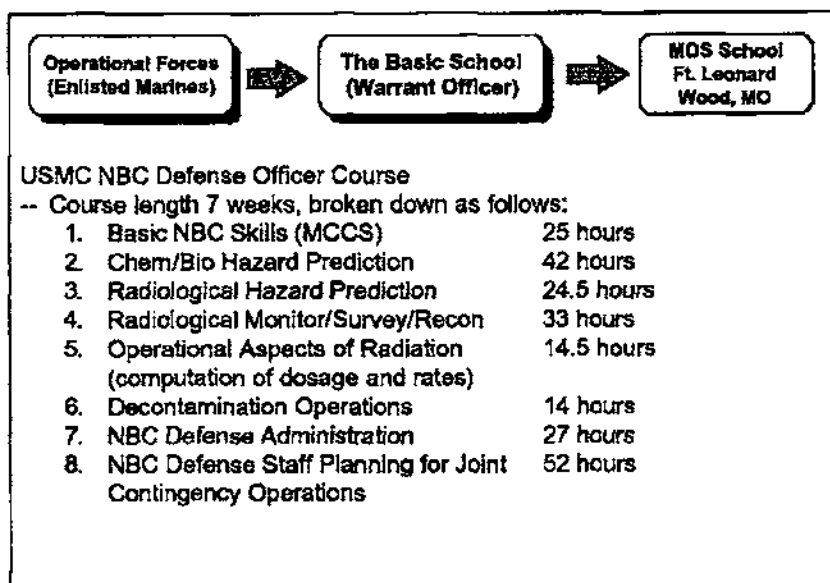 Operational Forces
(Enlisted Marines)
The Basic School
(Warrant Officer)
MOS School
Ft. Leonard
Wood, MO
USMC NBC Defense Officer Course
-- Course length 7 weeks, broken down as follows:
1. Basic NBC Skills (MCCS) 25 hours
2. Chem/Bio Hazard Prediction 42 hours
3. Radiological Hazard Prediction 24.5 hours
4. Radiological Monitor/Survey/Recon 33 hours
5. Operational Aspects of Radiation 14.5 hours
(computation of dosage and rates)
6. Decontamination Operations 14 hours
7. NBC Defense Administration 27 hours
8. NBC Defense Staff Planning for Joint 52 hours
Contingency Operations